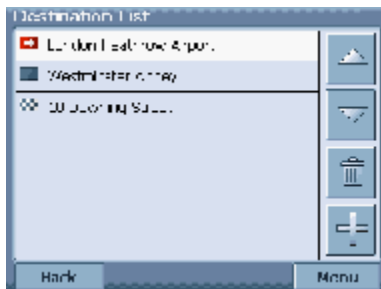 Destination List
London Heathrow Airport
Westminster Abbey
10 Downing Street
Back
Menu